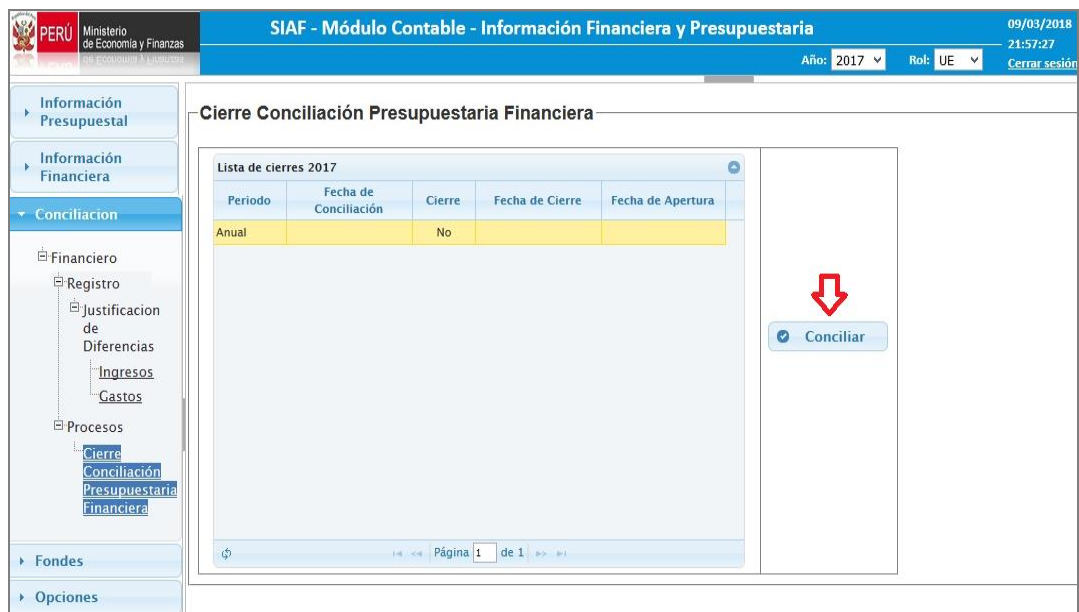 PERÚ
Ministerio
de Economía y Finanzas
SIAF - Módulo Contable - Información Financiera y Presupuestaria
09/03/2018
21:57:27
Año: 2017
Rol: UE
Cerrar sesión
Información
Presupuestal
Información
Financiera
Conciliacion
Financiero
Registro
Justificacion
de
Diferencias
Ingresos
Gastos
Procesos
Cierre
Conciliación
Presupuestaria
Financiera
Fondes
Opciones
Cierre Conciliación Presupuestaria Financiera
Lista de cierres 2017
Periodo
Fecha de
Conciliación
Cierre
Fecha de Cierre
Fecha de Apertura
Anual
No
Página 1 de 1
Conciliar